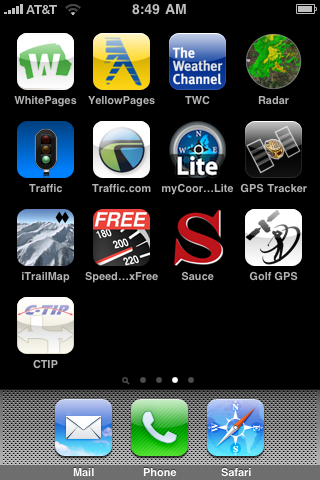 AT&T 8:49 AM
W
The
Weather
Channel
WhitePages YellowPages TWC Radar
N
W E
Lite
Traffic Traffic.com myCoor...Lite GPS Tracker
FREE
180
200
220
S
iTrailMap Speed...xFree Sauce Golf GPS
C-TIP
CTIP
N
Mail Phone Safari